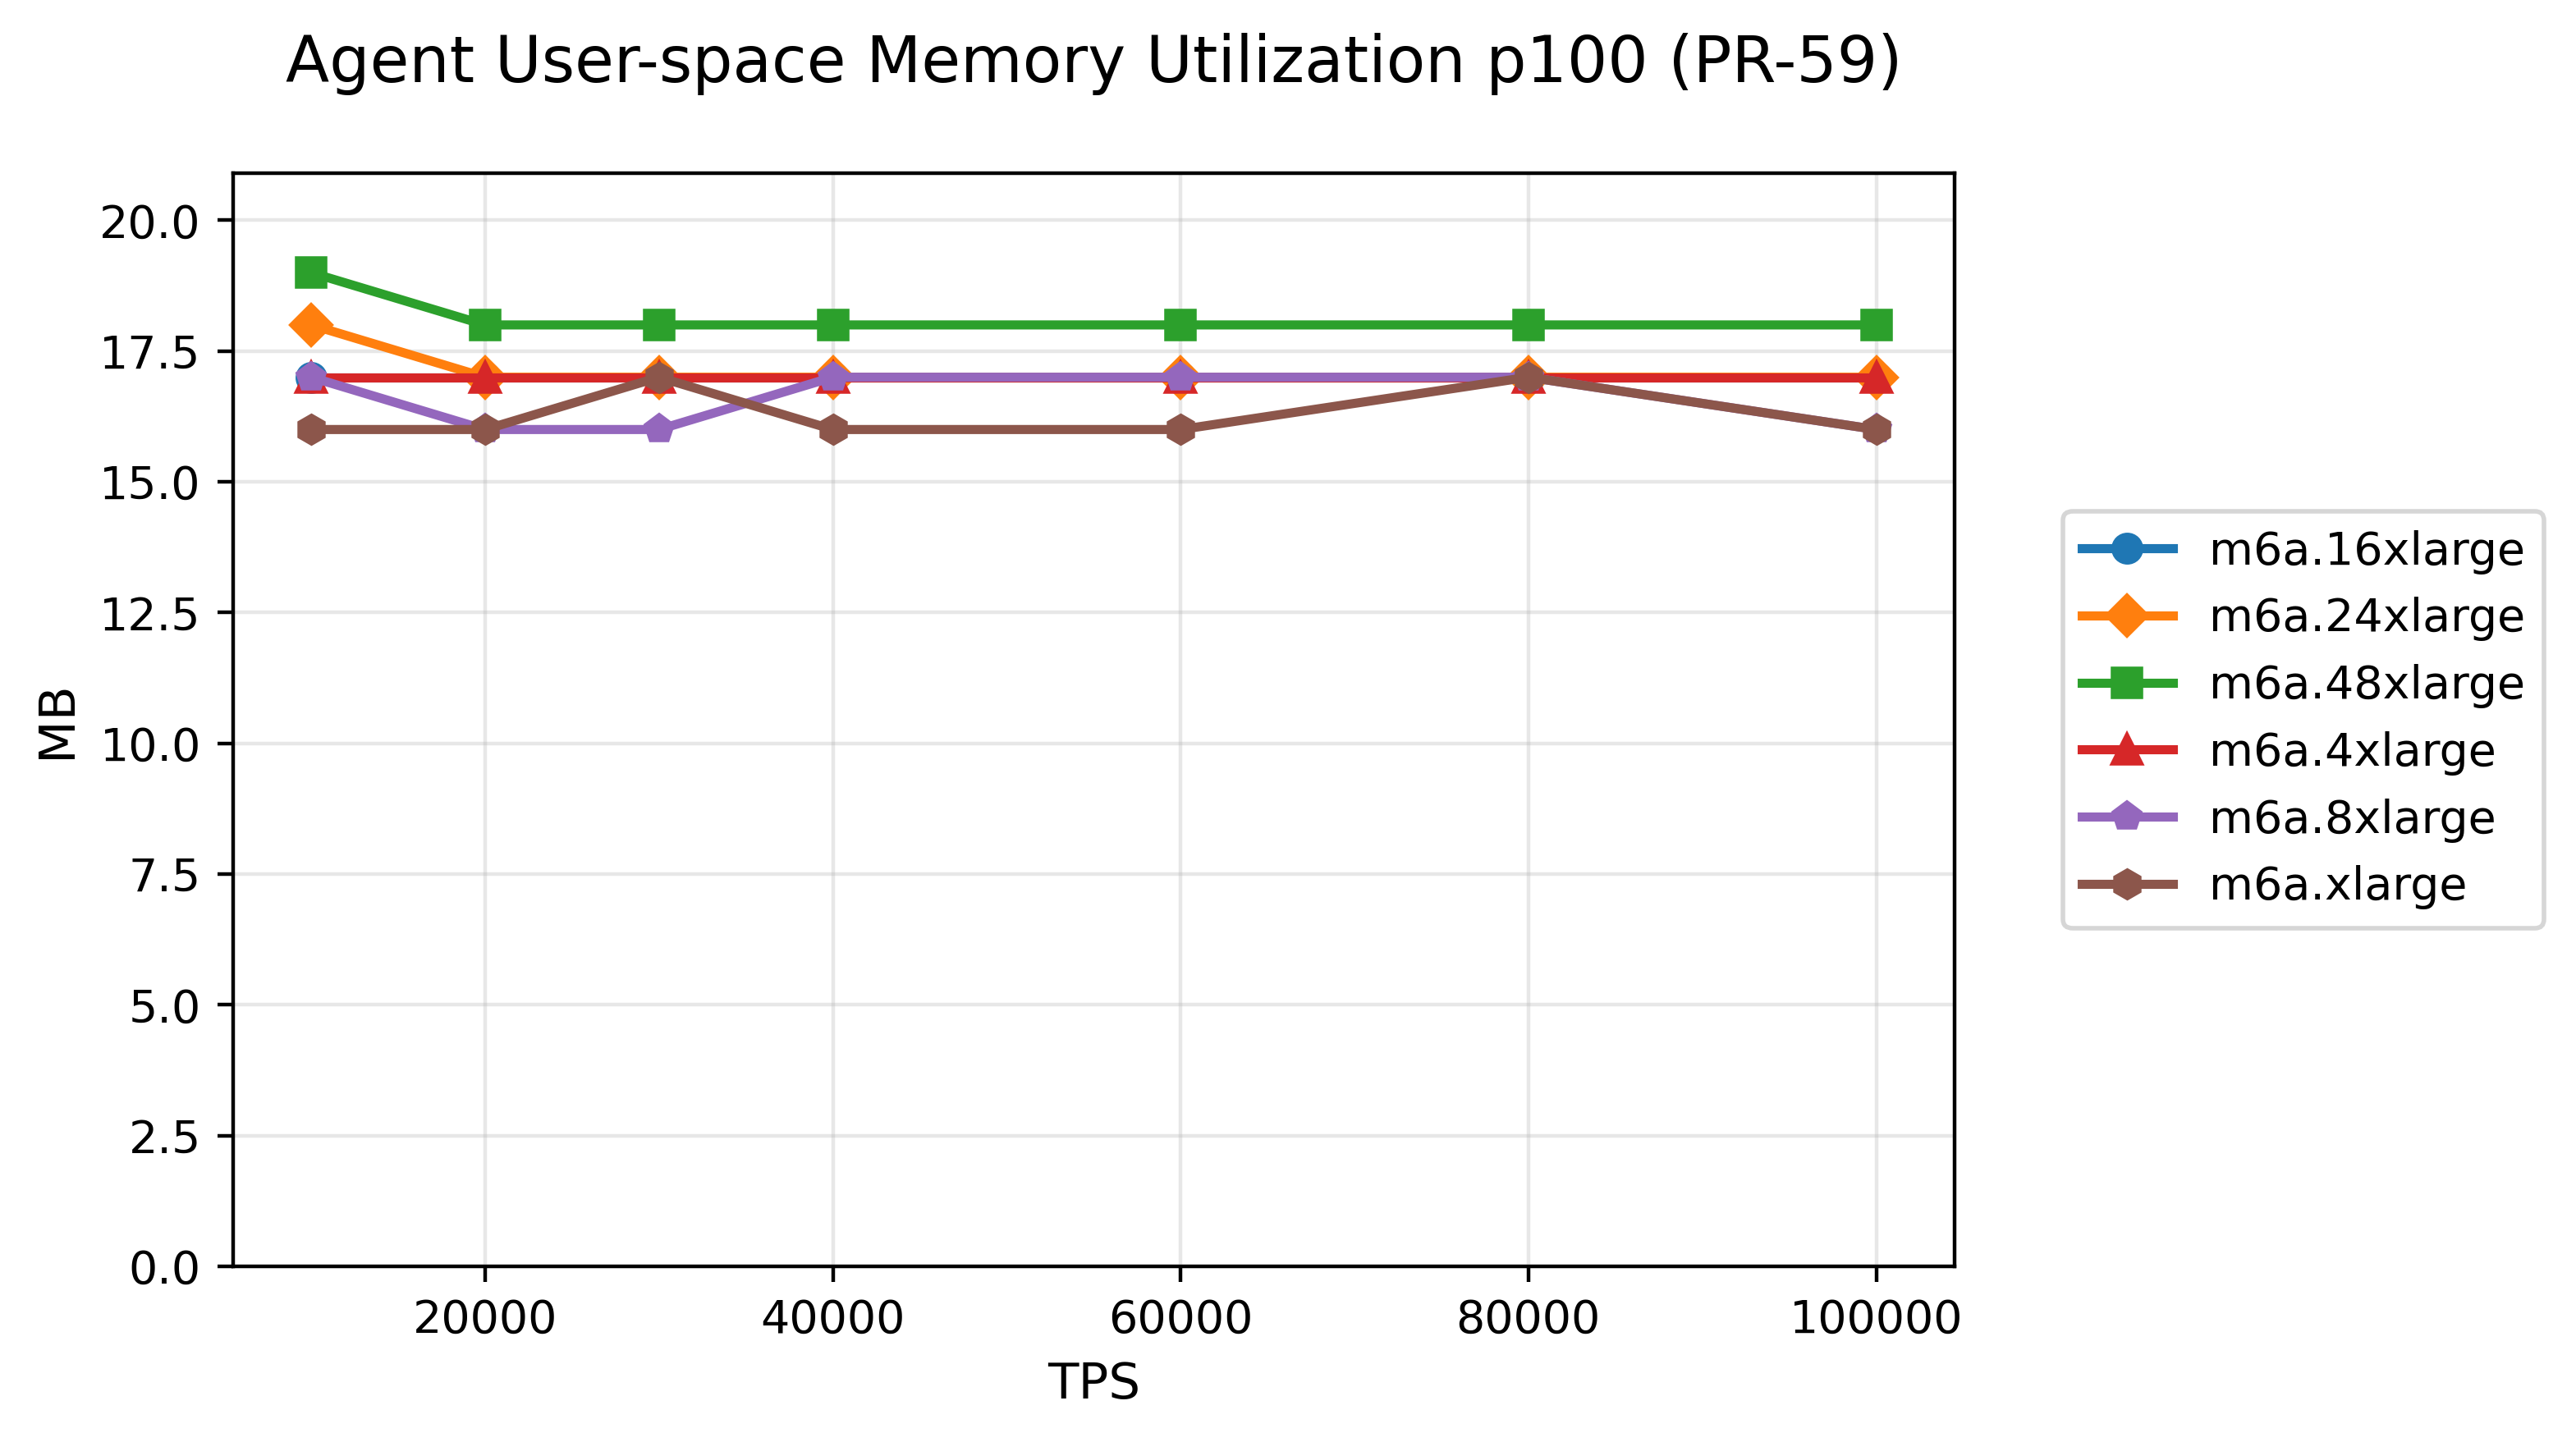 Agent User-space Memory Utilization p100 (PR-59)
20.0
17.5
15.0
12.5
10.0
7.5
5.0
2.5
0.0
MB
20000 40000 60000 80000 100000
TPS
m6a.16xlarge
m6a.24xlarge
m6a.48xlarge
m6a.4xlarge
m6a.8xlarge
m6a.xlarge